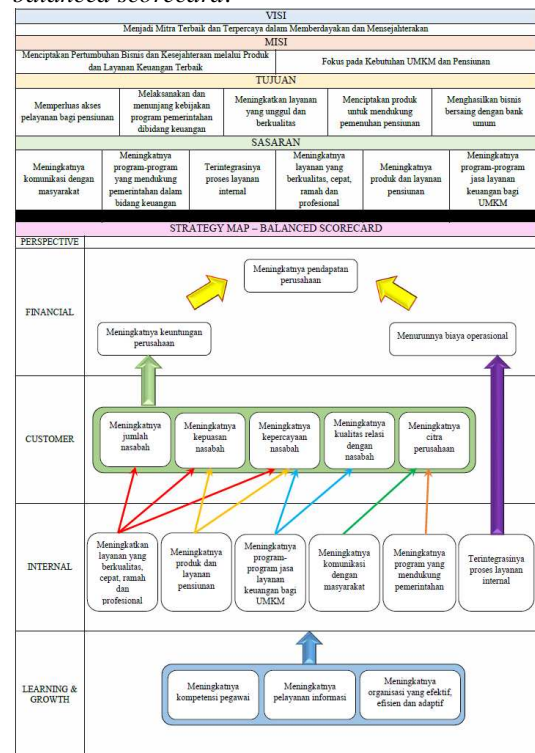 balanced scorecard.
VISI
Menjadi Mitra Terbaik dan Terpercaya dalam Memberdayakan dan Mensejahterakan
MISI
Menciptakan Pertumbuhan Bisnis dan Kesejahteraan melalui Produk
dan Layanan Keuangan Terbaik
Fokus pada Kebutuhan UMKM dan Pensiunan
TUJUAN
Memperluas akses
pelayanan bagi pensiunan
Melaksanakan dan
menunjang kebijakan
program pemerintahan
dibidang keuangan
Meningkatkan layanan
yang unggul dan
berkualitas
Menciptakan produk
untuk mendukung
pemenuhan pensiunan
Menghasilkan bisnis
bersaing dengan bank
umum
SASARAN
Meningkatnya
komunikasi dengan
masyarakat
Meningkatnya
program-program
yang mendukung
pemerintahan dalam
bidang keuangan
Terintegrasinya
proses layanan
internal
Meningkatnya
layanan yang
berkualitas, cepat,
ramah dan
profesional
Meningkatnya
produk dan layanan
pensiunan
Meningkatnya
program-program
jasa layanan
keuangan bagi
UMKM
STRATEGY MAP – BALANCED SCORECARD
PERSPECTIVE
FINANCIAL
Meningkatnya pendapatan
perusahaan
Meningkatnya keuntungan
perusahaan
Menurunnya biaya operasional
CUSTOMER
Meningkatnya
jumlah
nasabah
Meningkatnya
kepuasan
nasabah
Meningkatnya
kepercayaan
nasabah
Meningkatnya
kualitas relasi
dengan
nasabah
Meningkatnya
citra
perusahaan
INTERNAL
Meningkatkan
layanan yang
berkualitas,
cepat, ramah
dan
profesional
Meningkatnya
produk dan
layanan
pensiunan
Meningkatnya
program-
program jasa
layanan
keuangan bagi
UMKM
Meningkatnya
komunikasi
dengan
masyarakat
Meningkatnya
program yang
mendukung
pemerintahan
Terintegrasinya
proses layanan
internal
LEARNING &
GROWTH
Meningkatnya
kompetensi pegawai
Meningkatnya
pelayanan informasi
Meningkatnya
organisasi yang efektif,
efisien dan adaptif